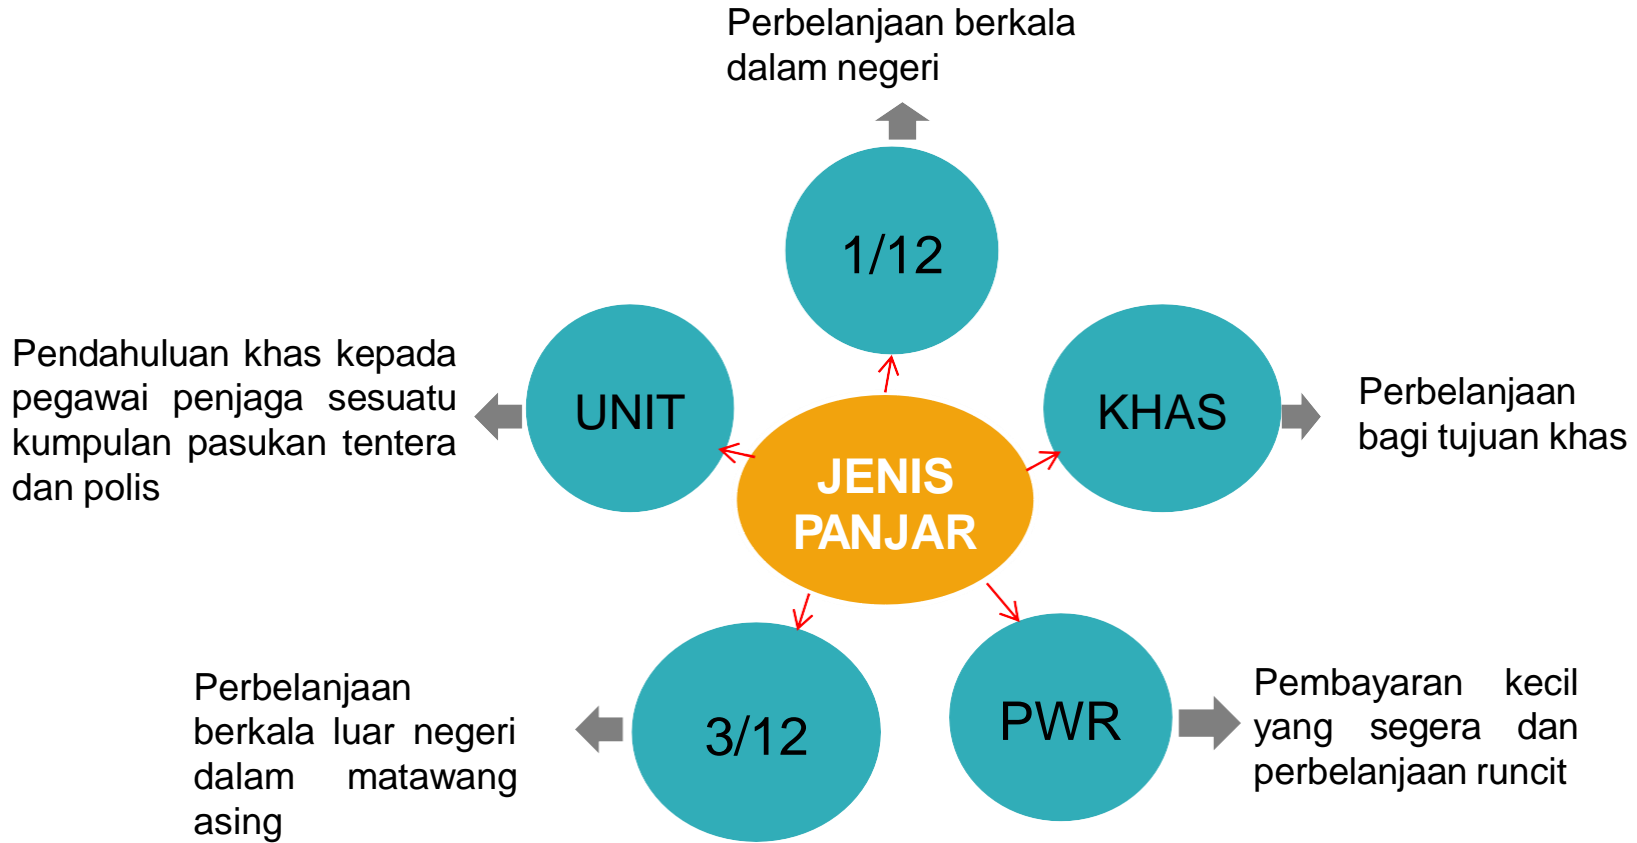 Perbelanjaan berkala
dalam negeri
1/12
UNIT
Pendahuluan khas kepada
pegawai penjaga sesuatu
kumpulan pasukan tentera
dan polis
KHAS
Perbelanjaan
bagi tujuan khas
JENIS
PANJAR
3/12
Perbelanjaan
berkala luar negeri
dalam matawang
asing
PWR
Pembayaran kecil
yang segera dan
perbelanjaan runcit